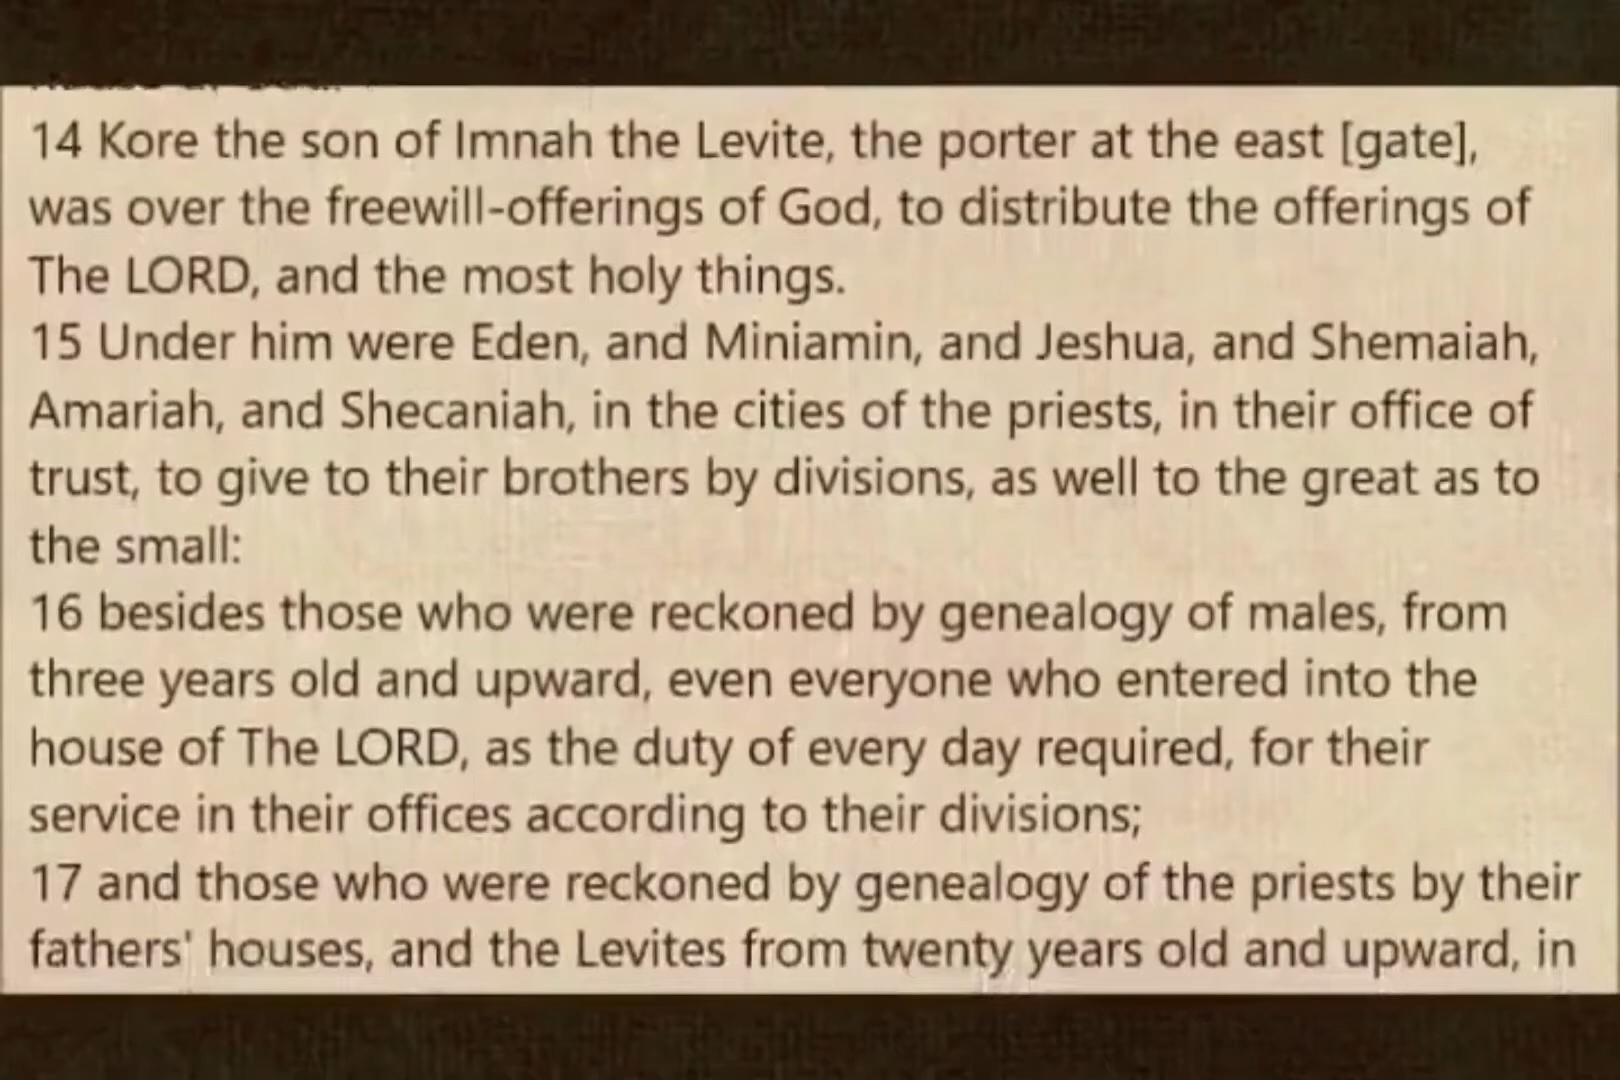 14 Kore the son of Imnah the Levite, the porter at the east [gate],
was over the freewill-offerings of God, to distribute the offerings of
The LORD, and the most holy things.
15 Under him were Eden, and Miniamin, and Jeshua, and Shemaiah,
Amariah, and Shecaniah, in the cities of the priests, in their office of
trust, to give to their brothers by divisions, as well to the great as to
the small:
16 besides those who were reckoned by genealogy of males, from
three years old and upward, even everyone who entered into the
house of The LORD, as the duty of every day required, for their
service in their offices according to their divisions;
17 and those who were reckoned by genealogy of the priests by their
fathers' houses, and the Levites from twenty years old and upward, in